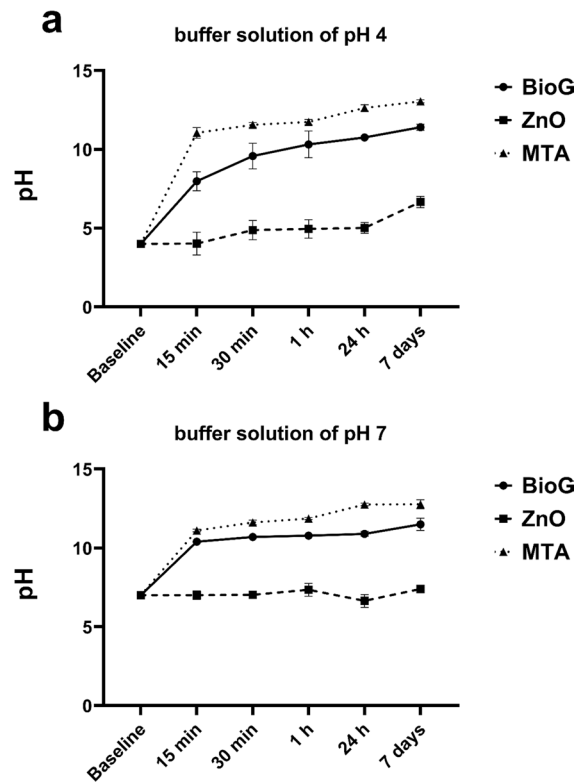 a
buffer solution of pH 4
15
10
5
0
pH
Baseline
15 min
30 min
1 h
24 h
7 days
BioG
ZnO
MTA
b
buffer solution of pH 7
15
10
5
0
pH
Baseline
15 min
30 min
1 h
24 h
7 days
BioG
ZnO
MTA